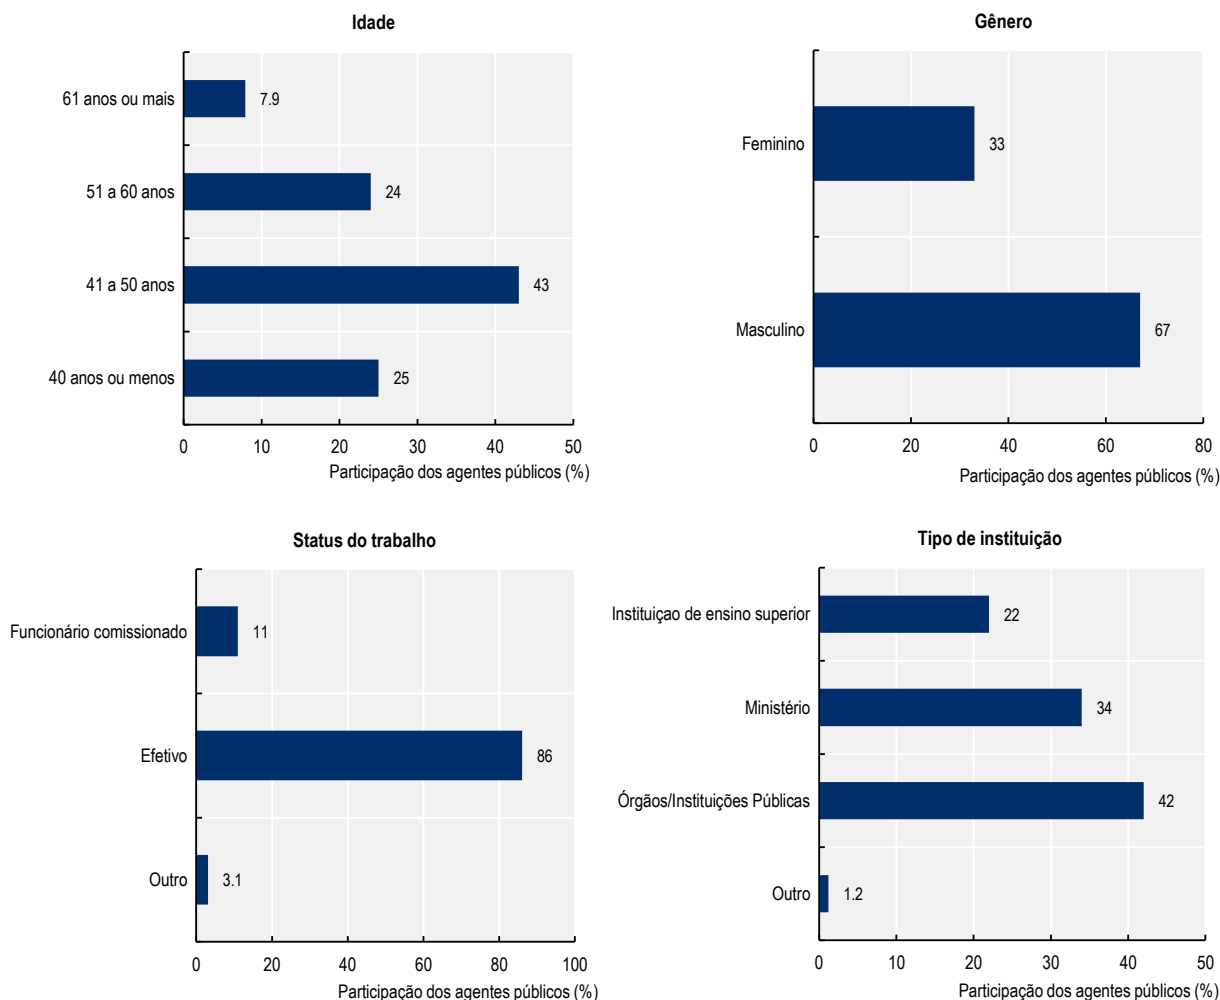 Idade
61 anos ou mais
7.9
51 a 60 anos
24
41 a 50 anos
43
40 anos ou menos
25
0 10 20 30 40 50
Participação dos agentes públicos (%)
Gênero
Feminino
33
Masculino
67
0 20 40 60 80
Participação dos agentes públicos (%)
Status do trabalho
Funcionário comissionado
11
Efetivo
86
Outro
3.1
0 20 40 60 80 100
Participação dos agentes públicos (%)
Tipo de instituição
Instituiçao de ensino superior
22
Ministério
34
Órgãos/Instituições Públicas
42
Outro
1.2
0 10 20 30 40 50
Participação dos agentes públicos (%)